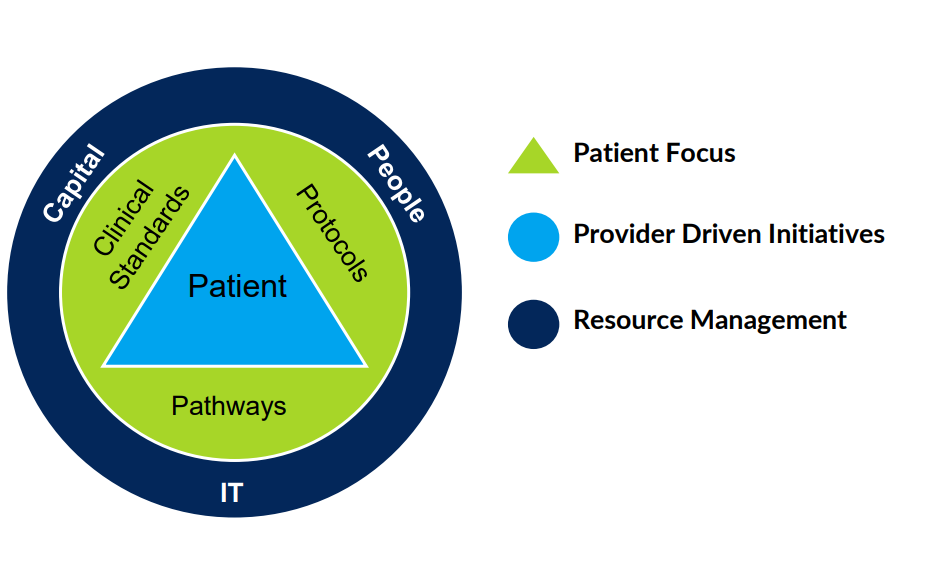 Capital
People
Clinical
Standards
Protocols
Patient
Pathways
IT
Patient Focus
Provider Driven Initiatives
Resource Management